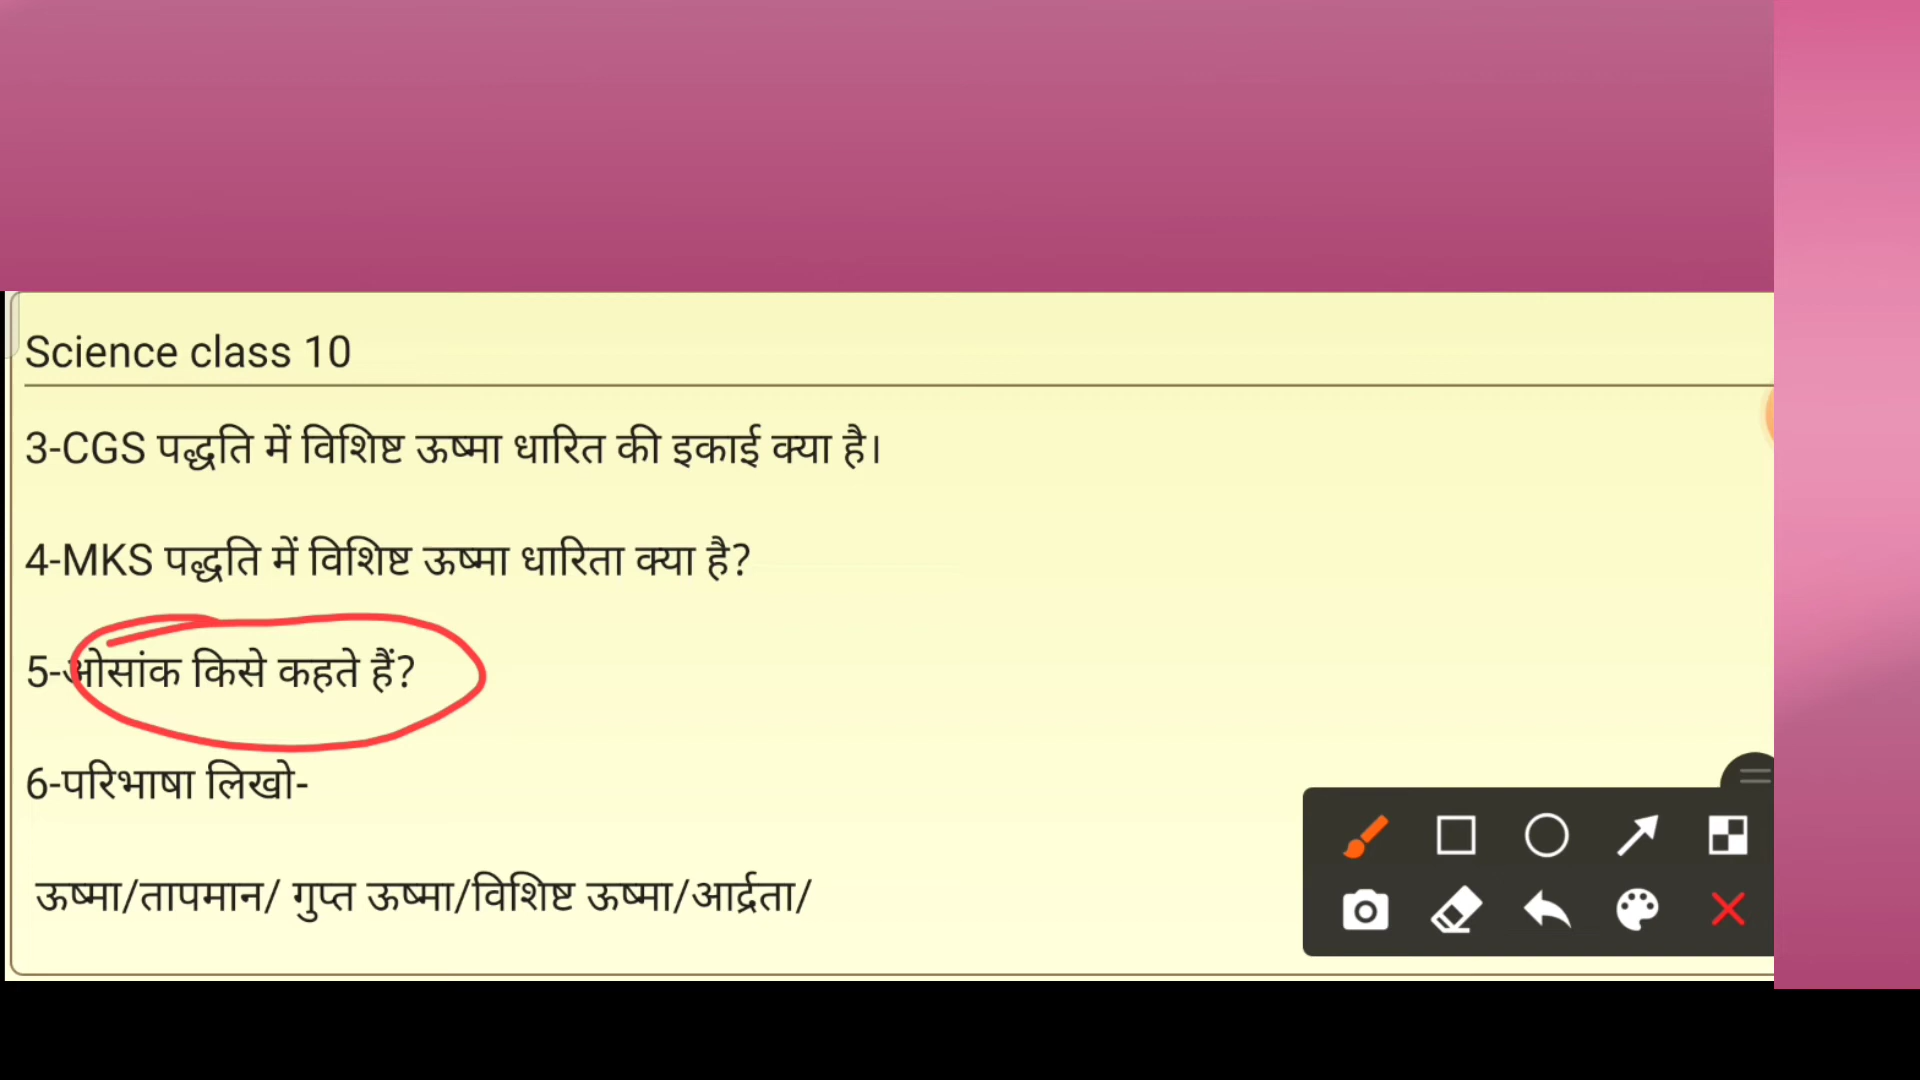 Science class 10
3-CGS पद्धति में विशिष्ट ऊष्मा धारित की इकाई क्या है।
4-MKS पद्धति में विशिष्ट ऊष्मा धारिता क्या है?
5-ओसांक किसे कहते हैं?
6-परिभाषा लिखो-
ऊष्मा/तापमान/ गुप्त ऊष्मा/विशिष्ट ऊष्मा/आर्द्रता/